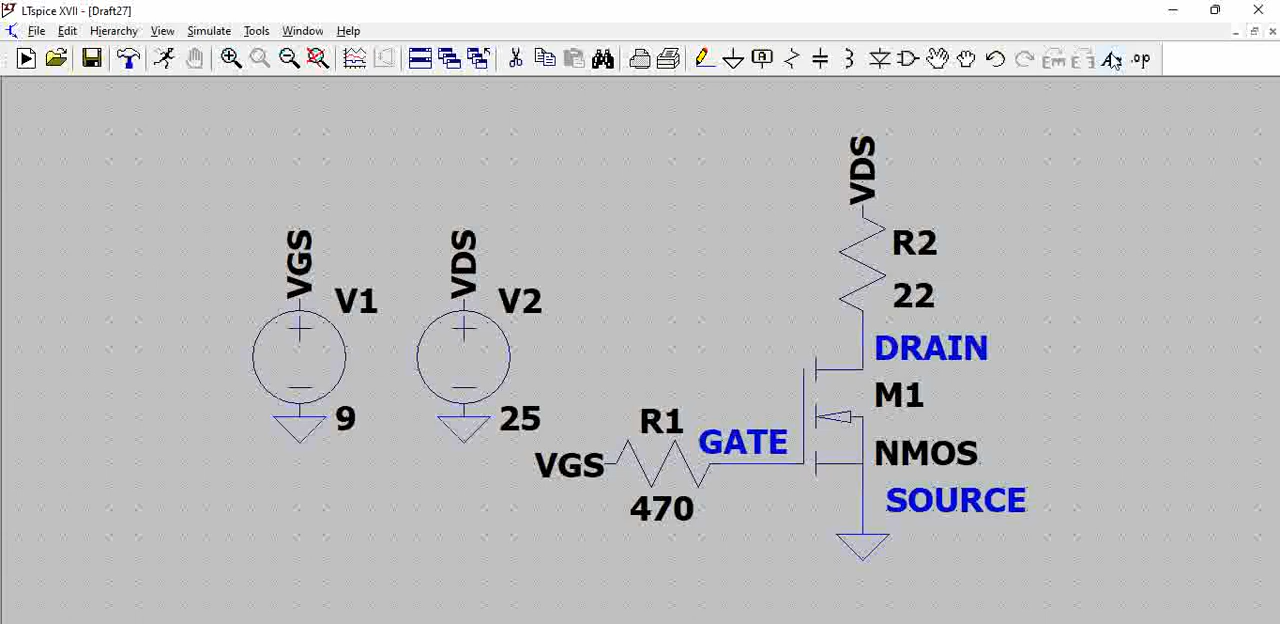 LTspice XVII - [Draft27]
File Edit Hierarchy View Simulate Tools Window Help
.op
VDS
R2
22
VGS
V1
9
VDS
V2
25
DRAIN
M1
NMOS
SOURCE
R1
GATE
VGS
470